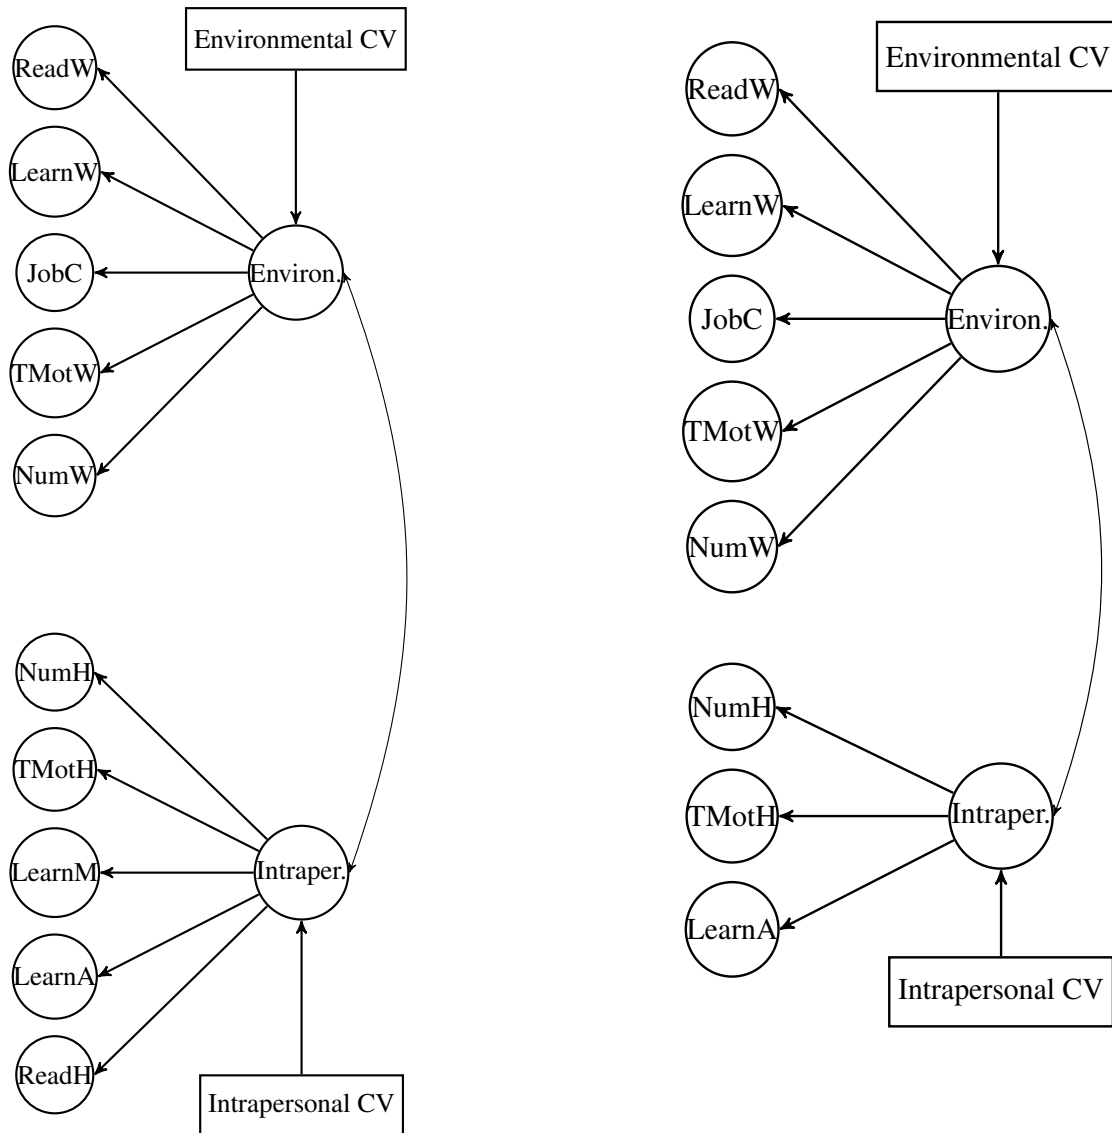 Environmental CV
ReadW
LearnW
JobC
Environ.
TMotW
NumW
NumH
TMotH
LearnM
Intraper.
LearnA
ReadH
Intrapersonal CV
Environmental CV
ReadW
LearnW
JobC
Environ.
TMotW
NumW
NumH
TMotH
Intraper.
LearnA
Intrapersonal CV